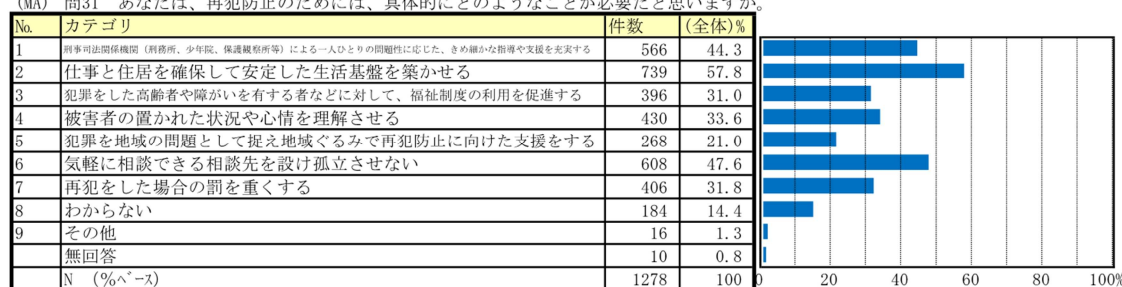 (MA) 問31 あなたは、再犯防止のためには、具体的にどのようなことが必要だと思いますか。
No. カテゴリ 件数 (全体)%
1 刑事司法関係機関（刑務所、少年院、保護観察所等）による一人ひとりの問題性に応じた、きめ細かな指導や支援を充実する 566 44.3
2 仕事と住居を確保して安定した生活基盤を築かせる 739 57.8
3 犯罪をした高齢者や障がいを有する者などに対して、福祉制度の利用を促進する 396 31.0
4 被害者の置かれた状況や心情を理解させる 430 33.6
5 犯罪を地域の問題として捉え地域ぐるみで再犯防止に向けた支援をする 268 21.0
6 気軽に相談できる相談先を設け孤立させない 608 47.6
7 再犯をした場合の罰を重くする 406 31.8
8 わからない 184 14.4
9 その他 16 1.3
無回答 10 0.8
N （%ﾍﾞｰｽ） 1278 100
0 20 40 60 80 100%